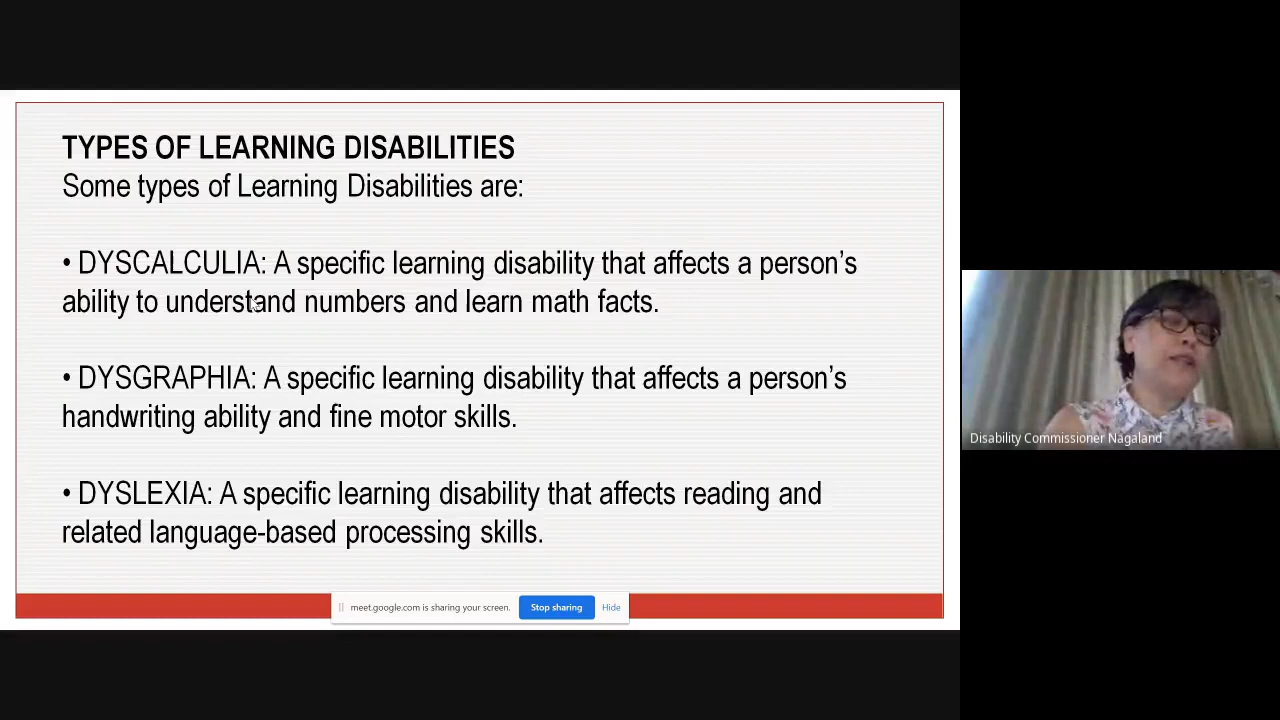 TYPES OF LEARNING DISABILITIES
Some types of Learning Disabilities are:
• DYSCALCULIA: A specific learning disability that affects a person’s
ability to understand numbers and learn math facts.
• DYSGRAPHIA: A specific learning disability that affects a person’s
handwriting ability and fine motor skills.
• DYSLEXIA: A specific learning disability that affects reading and
related language-based processing skills.
meet.google.com is sharing your screen. Stop sharing Hide
Disability Commissioner Nagaland